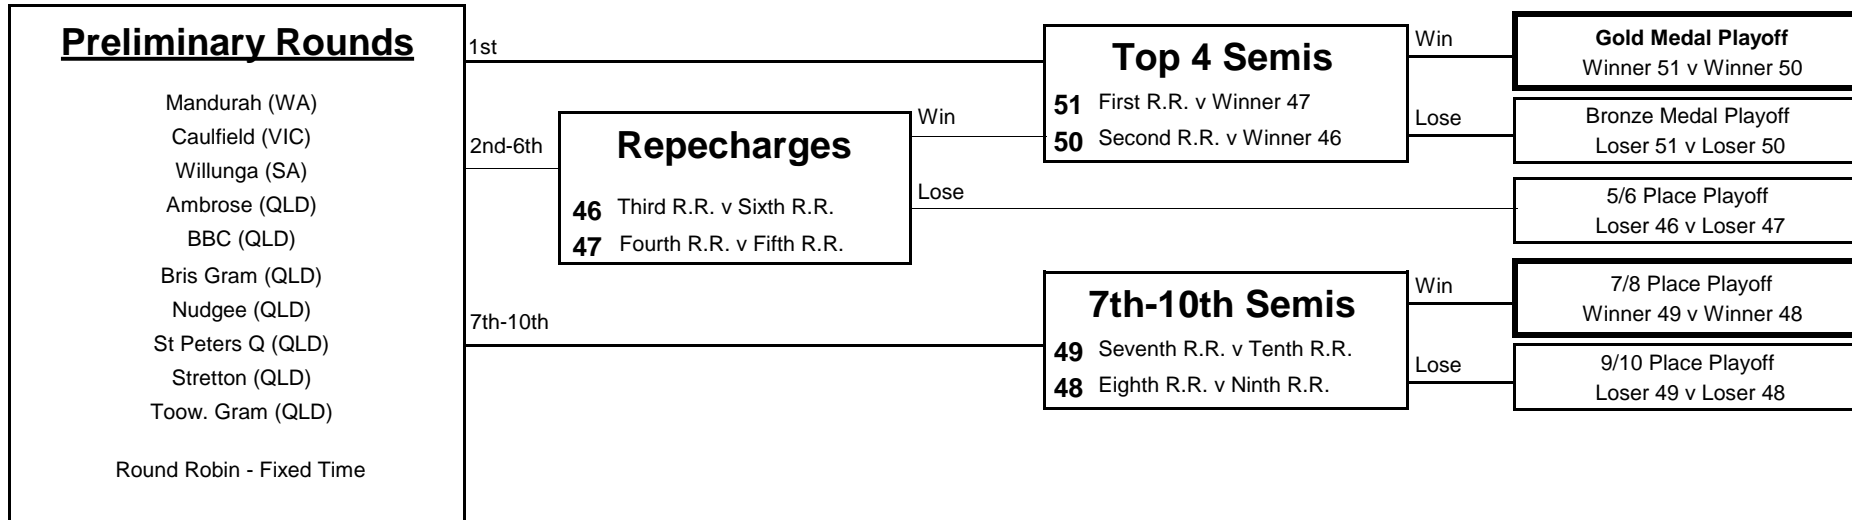 Preliminary Rounds
Mandurah (WA)
Caulfield (VIC)
Willunga (SA)
Ambrose (QLD)
BBC (QLD)
Bris Gram (QLD)
Nudgee (QLD)
St Peters Q (QLD)
Stretton (QLD)
Toow. Gram (QLD)
Round Robin - Fixed Time
1st
2nd-6th
7th-10th
Repecharges
46 Third R.R. v Sixth R.R.
47 Fourth R.R. v Fifth R.R.
Win
Lose
Top 4 Semis
51 First R.R. v Winner 47
50 Second R.R. v Winner 46
Win
Lose
7th-10th Semis
49 Seventh R.R. v Tenth R.R.
48 Eighth R.R. v Ninth R.R.
Win
Lose
Gold Medal Playoff
Winner 51 v Winner 50
Bronze Medal Playoff
Loser 51 v Loser 50
5/6 Place Playoff
Loser 46 v Loser 47
7/8 Place Playoff
Winner 49 v Winner 48
9/10 Place Playoff
Loser 49 v Loser 48